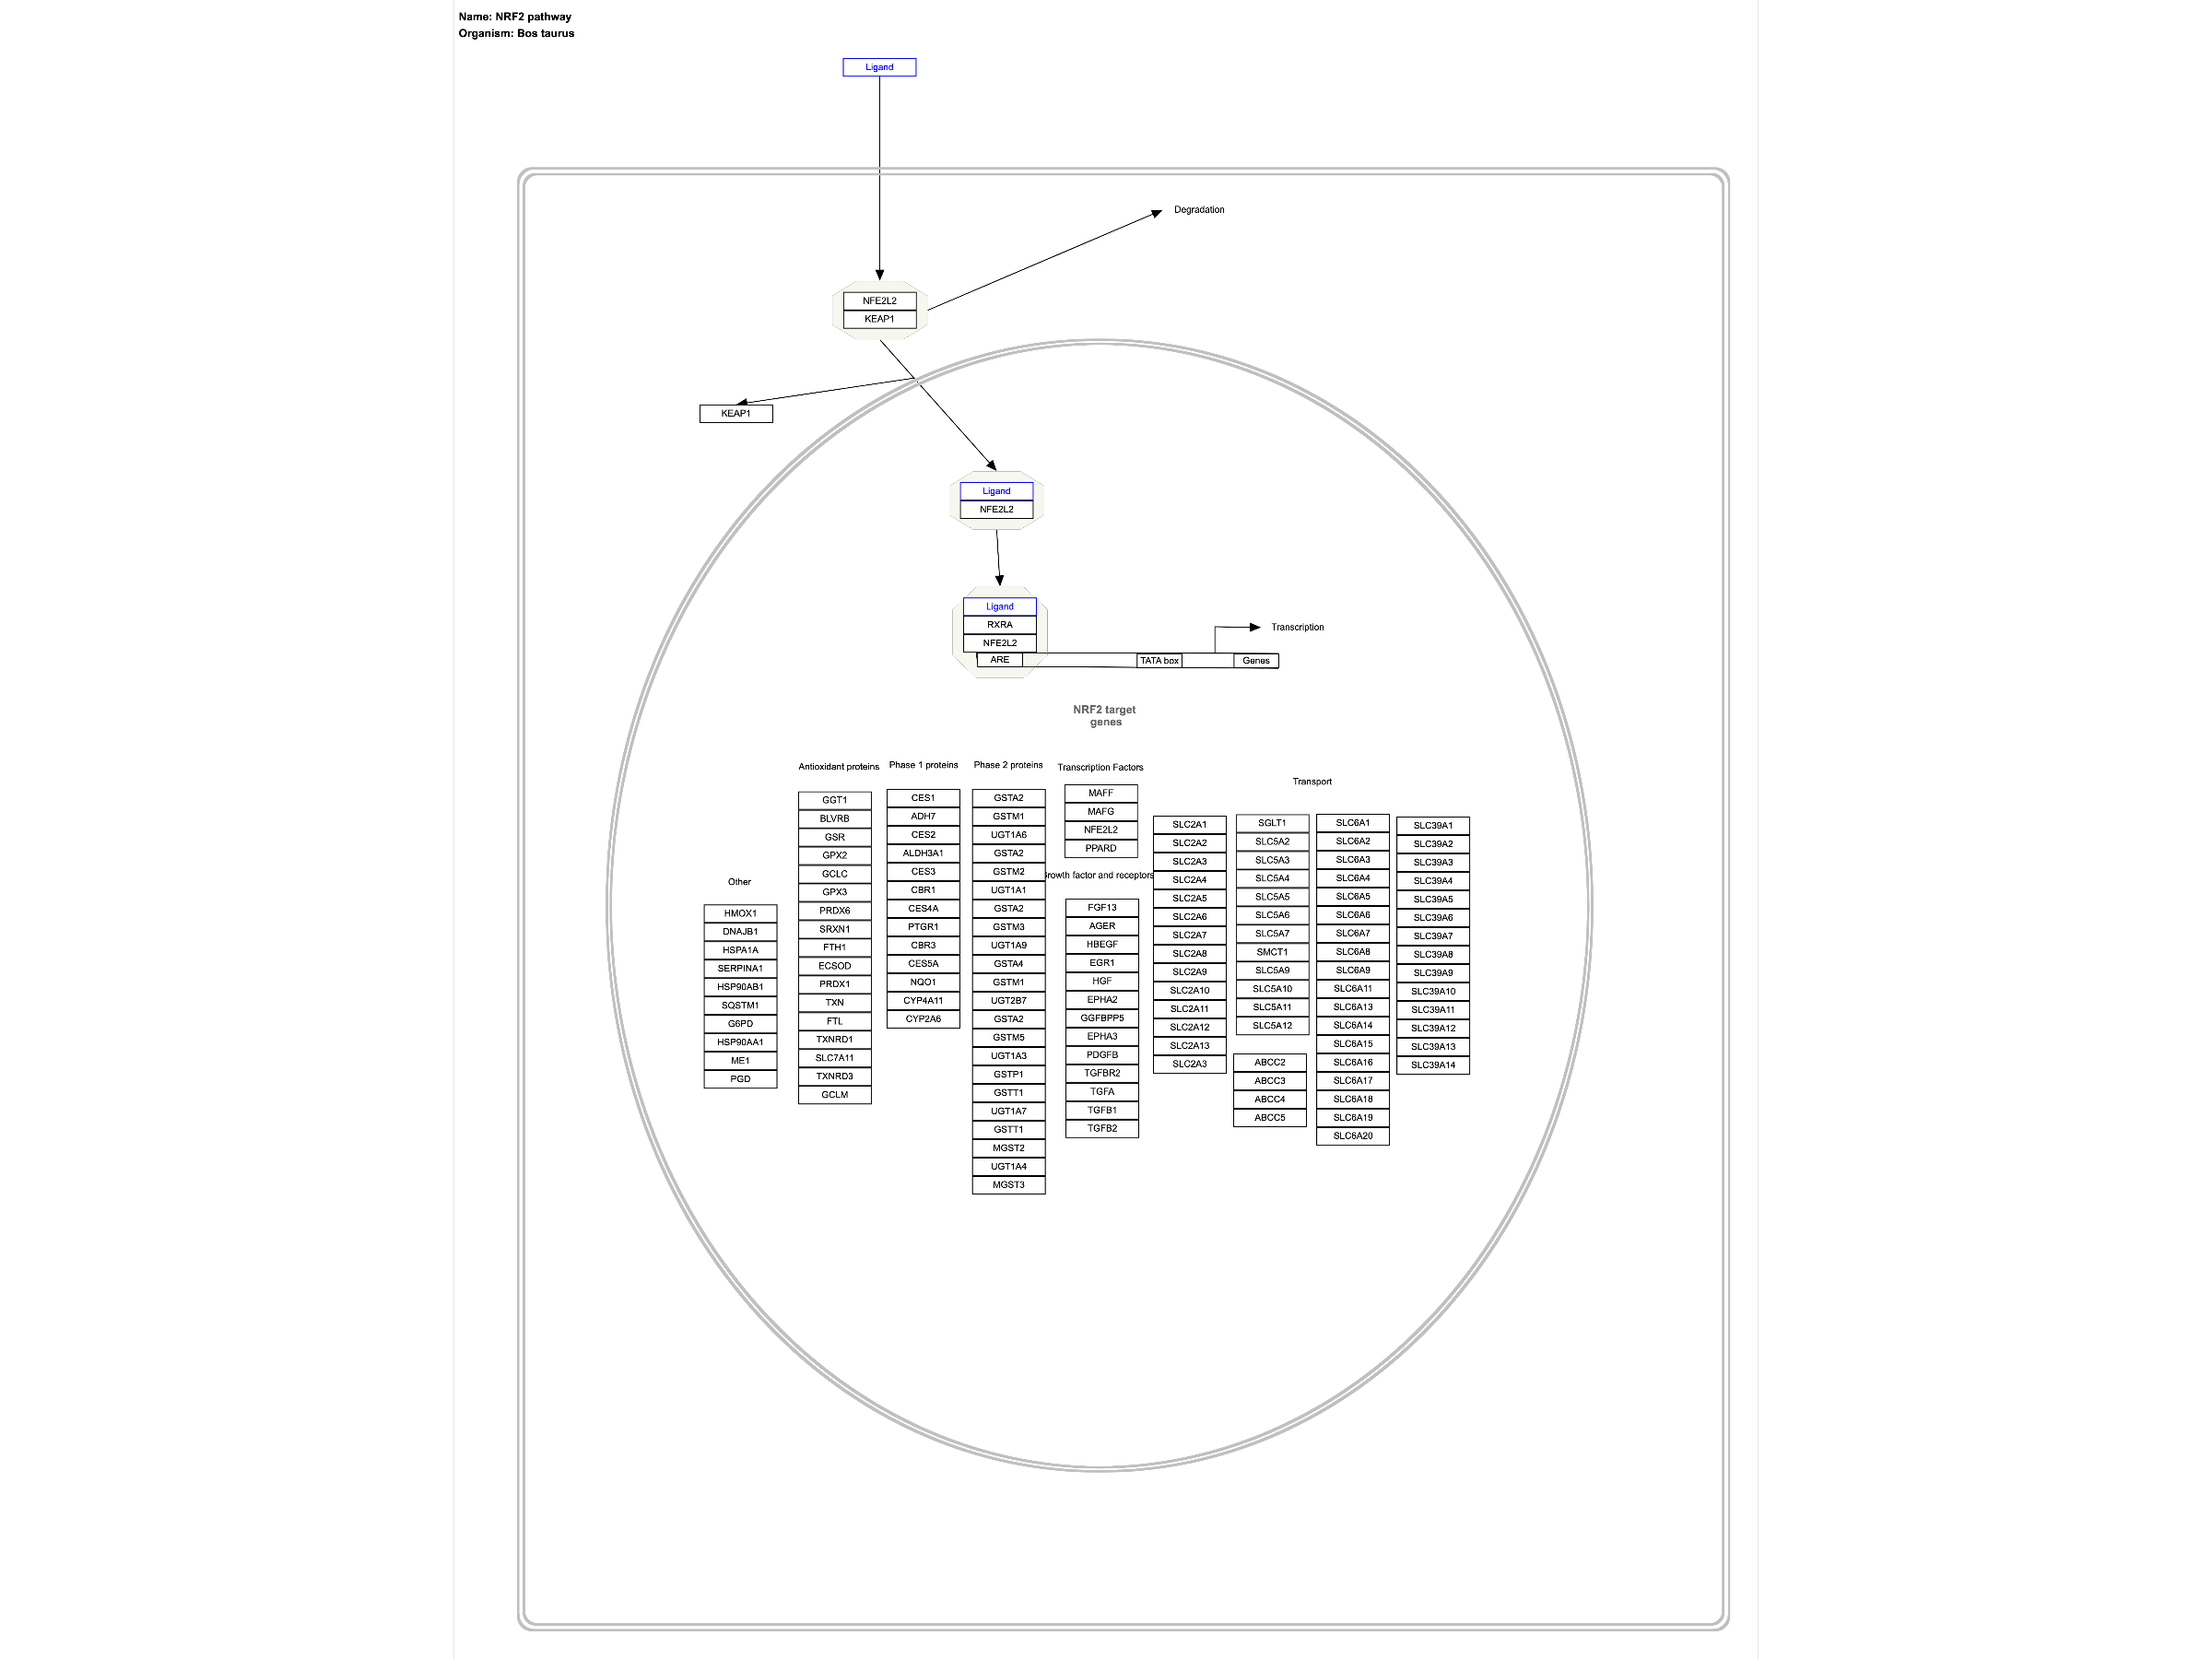 Name: NRF2 pathway
Organism: Bos taurus
Ligand
Degradation
NFE2L2
KEAP1
KEAP1
Ligand
NFE2L2
Ligand
RXRA
NFE2L2
ARE
TATA box
Genes
Transcription
NRF2 target
genes
Other
HMOX1
DNAJB1
HSPA1A
SERPINA1
HSP90AB1
SQSTM1
G6PD
HSP90AA1
ME1
PGD
Antioxidant proteins
GGT1
BLVRB
GSR
GPX2
GCLC
GPX3
PRDX6
SRXN1
FTH1
ECSOD
PRDX1
TXN
FTL
TXNRD1
SLC7A11
TXNRD3
GCLM
Phase 1 proteins
CES1
ADH7
CES2
ALDH3A1
CES3
CBR1
CES4A
PTGR1
CBR3
CES5A
NQO1
CYP4A11
CYP2A6
Phase 2 proteins
GSTA2
GSTM1
UGT1A6
GSTA2
GSTM2
UGT1A1
GSTA2
GSTM3
UGT1A9
GSTA4
GSTM1
UGT2B7
GSTA2
GSTM5
UGT1A3
GSTP1
GSTT1
UGT1A7
GSTT1
MGST2
UGT1A4
MGST3
Transcription Factors
MAFF
MAFG
NFE2L2
PPARD
Growth factor and receptors
FGF13
AGER
HBEGF
EGR1
HGF
EPHA2
GGFBPP5
EPHA3
PDGFB
TGFBR2
TGFA
TGFB1
TGFB2
Transport
SLC2A1
SLC2A2
SLC2A3
SLC2A4
SLC2A5
SLC2A6
SLC2A7
SLC2A8
SLC2A9
SLC2A10
SLC2A11
SLC2A12
SLC2A13
SLC2A3
SGLT1
SLC5A2
SLC5A3
SLC5A4
SLC5A5
SLC5A6
SLC5A7
SMCT1
SLC5A9
SLC5A10
SLC5A11
SLC5A12
ABCC2
ABCC3
ABCC4
ABCC5
SLC6A1
SLC6A2
SLC6A3
SLC6A4
SLC6A5
SLC6A6
SLC6A7
SLC6A8
SLC6A9
SLC6A11
SLC6A13
SLC6A14
SLC6A15
SLC6A16
SLC6A17
SLC6A18
SLC6A19
SLC6A20
SLC39A1
SLC39A2
SLC39A3
SLC39A4
SLC39A5
SLC39A6
SLC39A7
SLC39A8
SLC39A9
SLC39A10
SLC39A11
SLC39A12
SLC39A13
SLC39A14